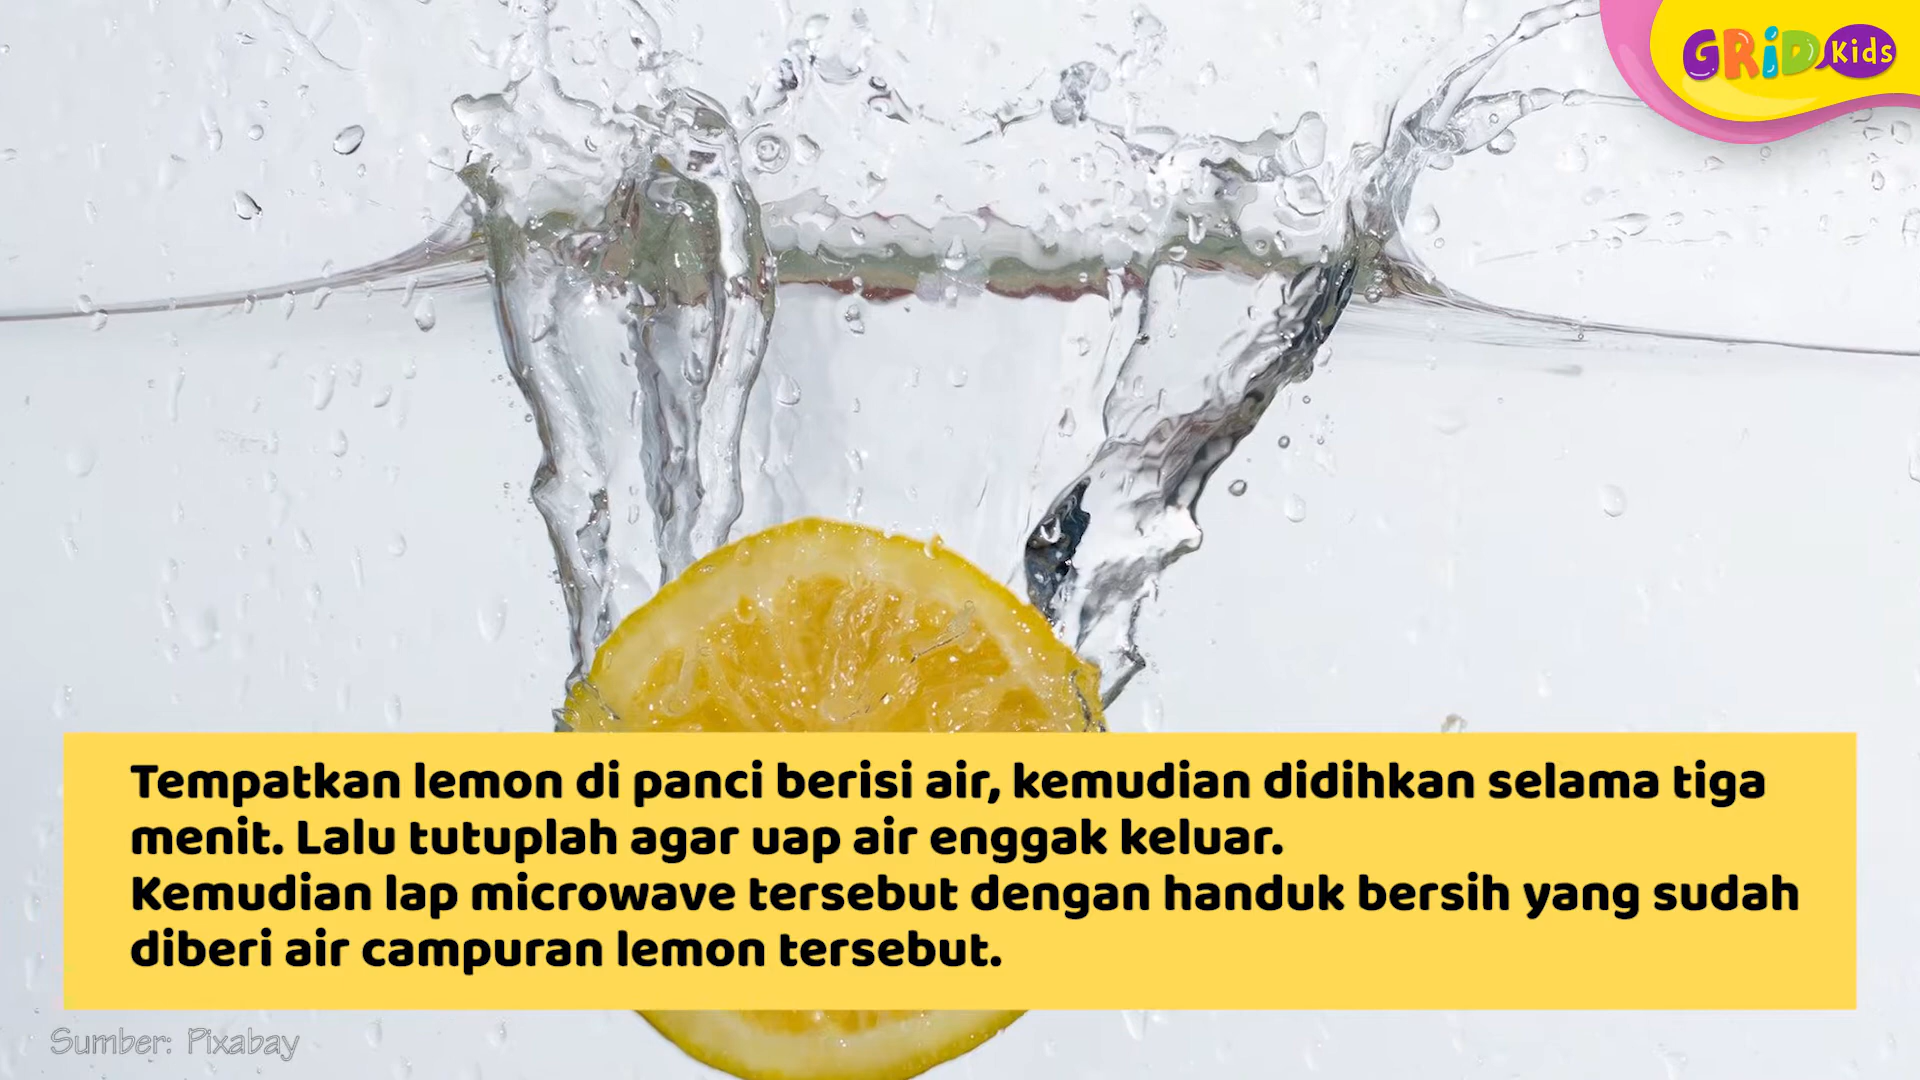 GRID Kids
Tempatkan lemon di panci berisi air, kemudian didihkan selama tiga
menit. Lalu tutuplah agar uap air enggak keluar.
Kemudian lap microwave tersebut dengan handuk bersih yang sudah
diberi air campuran lemon tersebut.
Sumber: Pixabay